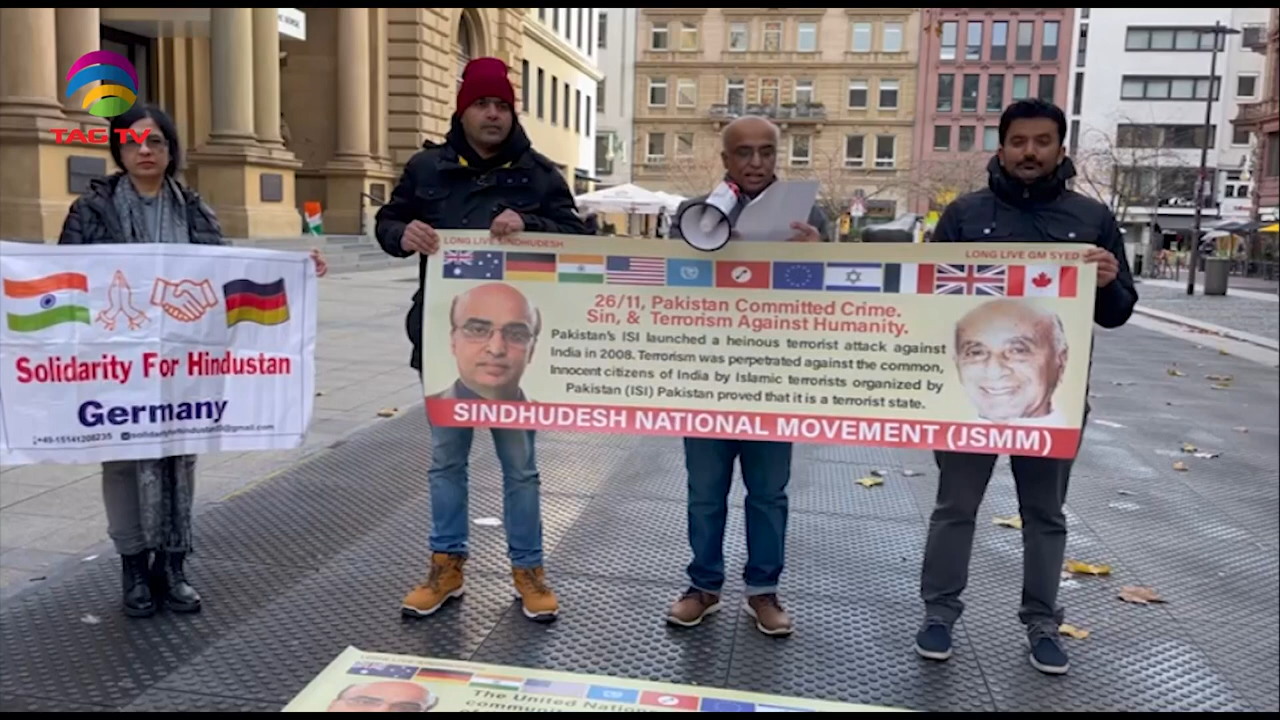 TAG TV
LONG LIVE SINDHUDESH
LONG LIVE GM SYED
26/11, Pakistan Committed Crime.
Sin, & Terrorism Against Humanity.
Pakistan's ISI launched a heinous terrorist attack against
India in 2008. Terrorism was perpetrated against the common,
Innocent citizens of India by Islamic terrorists organized by
Pakistan (ISI) Pakistan proved that it is a terrorist state.
SINDHUDESH NATIONAL MOVEMENT (JSMM)
Solidarity For Hindustan
Germany
The United Nation
community